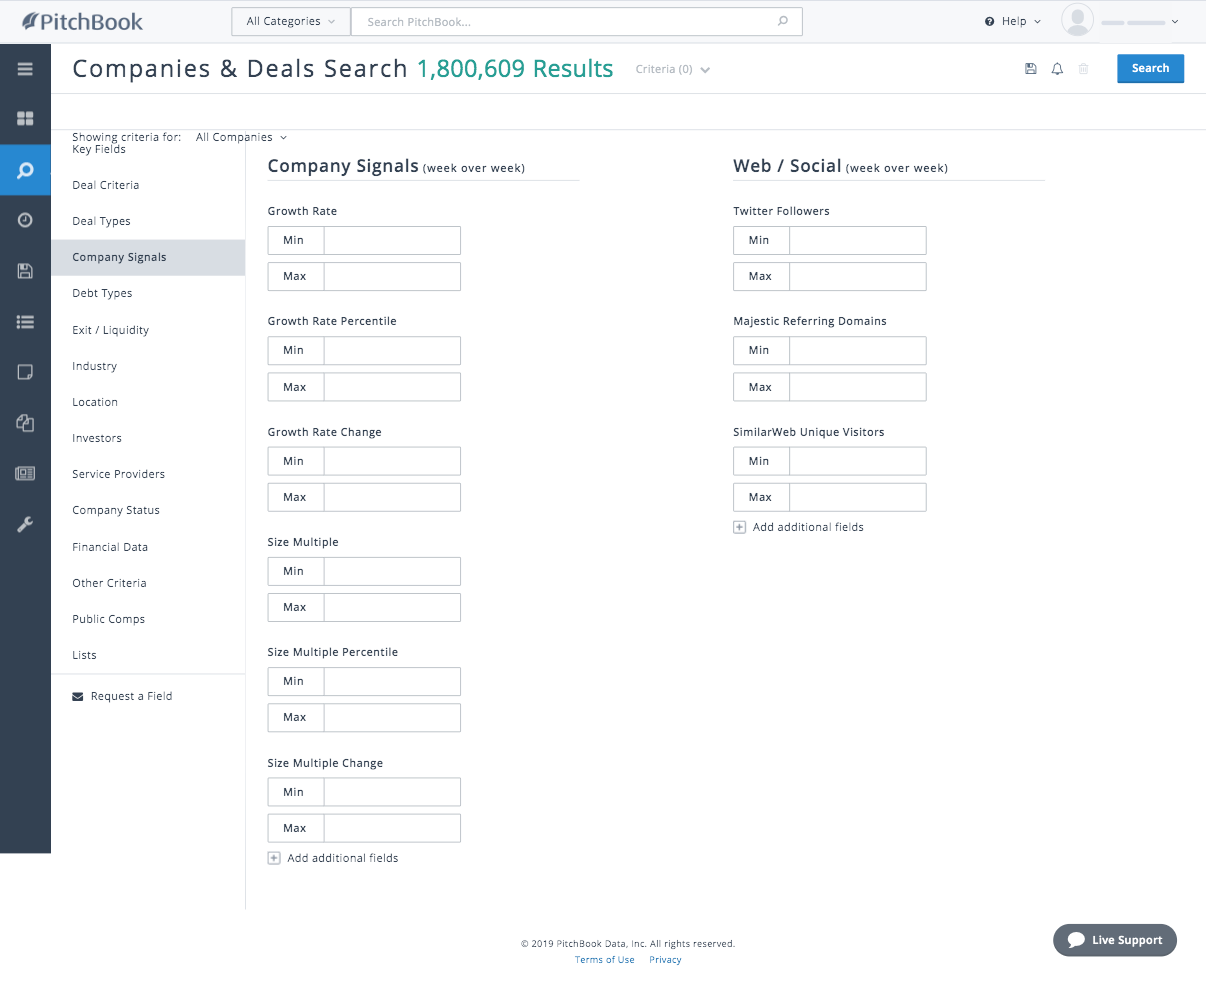 PitchBook
All Categories
Search PitchBook...
Help
Companies & Deals Search 1,800,609 Results
Criteria (0)
Search
Showing criteria for: All Companies
Key Fields
Deal Criteria
Deal Types
Company Signals
Debt Types
Exit / Liquidity
Industry
Location
Investors
Service Providers
Company Status
Financial Data
Other Criteria
Public Comps
Lists
Request a Field
Company Signals (week over week)
Growth Rate
Min
Max
Growth Rate Percentile
Min
Max
Growth Rate Change
Min
Max
Size Multiple
Min
Max
Size Multiple Percentile
Min
Max
Size Multiple Change
Min
Max
Add additional fields
Web / Social (week over week)
Twitter Followers
Min
Max
Majestic Referring Domains
Min
Max
SimilarWeb Unique Visitors
Min
Max
Add additional fields
© 2019 PitchBook Data, Inc. All rights reserved.
Terms of Use Privacy
Live Support